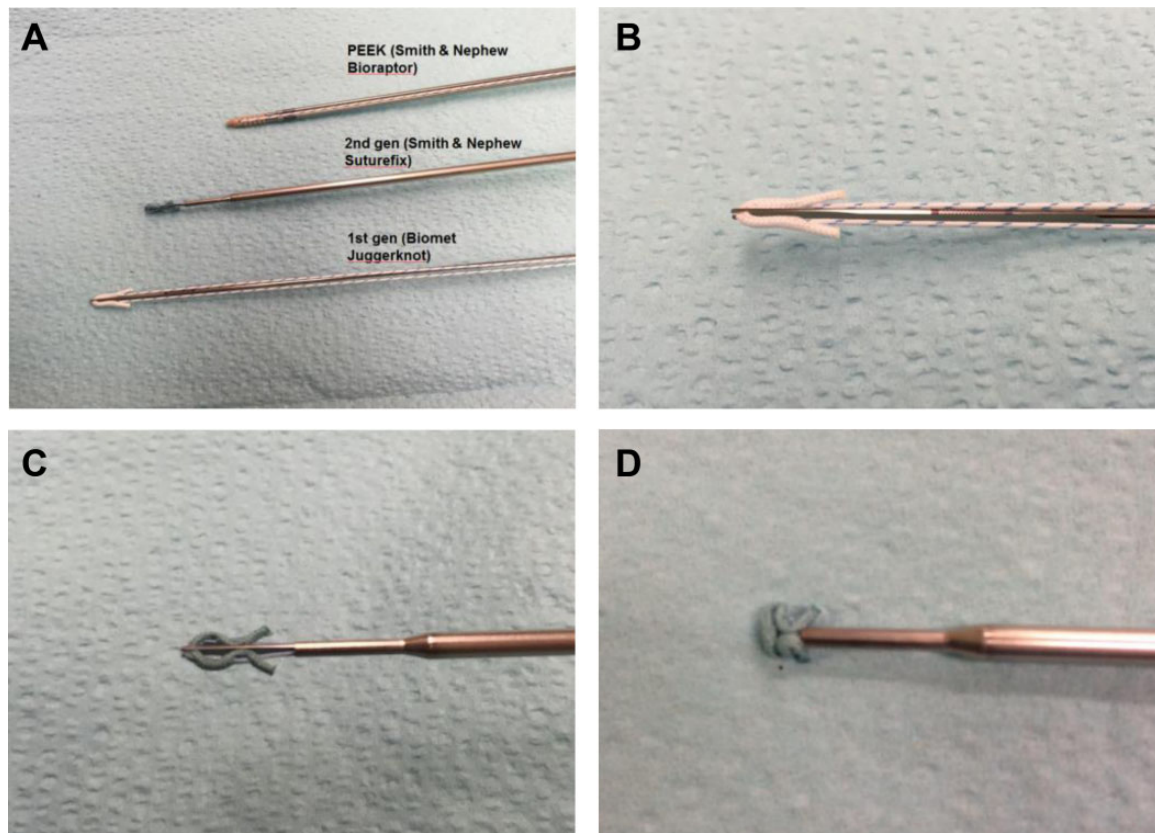 A
PEEK (Smith & Nephew
Bioraptor)
2nd gen (Smith & Nephew
Suturefix)
1st gen (Biomet
Juggerknot)
B
C
D